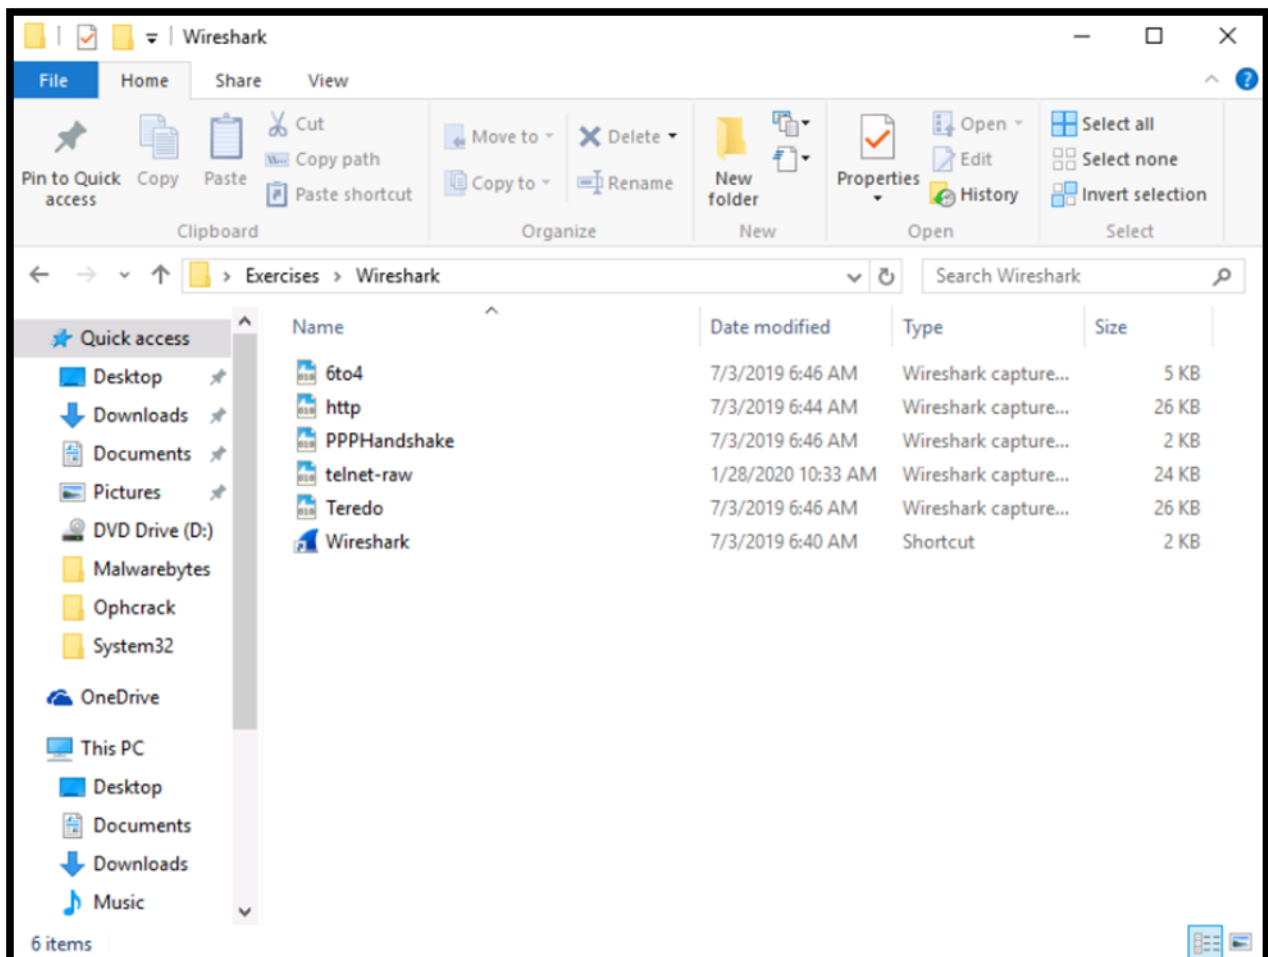 Wireshark
File Home Share View
Pin to Quick access
Copy
Paste
Cut
Copy path
Paste shortcut
Clipboard
Move to
Copy to
Delete
Rename
Organize
New folder
New
Properties
Open
Edit
History
Open
Select all
Select none
Invert selection
Select
Exercises > Wireshark
Search Wireshark
Quick access
Desktop
Downloads
Documents
Pictures
DVD Drive (D:)
Malwarebytes
Ophcrack
System32
OneDrive
This PC
Desktop
Documents
Downloads
Music
Name Date modified Type Size
6to4 7/3/2019 6:46 AM Wireshark capture... 5 KB
http 7/3/2019 6:44 AM Wireshark capture... 26 KB
PPPHandshake 7/3/2019 6:46 AM Wireshark capture... 2 KB
telnet-raw 1/28/2020 10:33 AM Wireshark capture... 24 KB
Teredo 7/3/2019 6:46 AM Wireshark capture... 26 KB
Wireshark 7/3/2019 6:40 AM Shortcut 2 KB
6 items